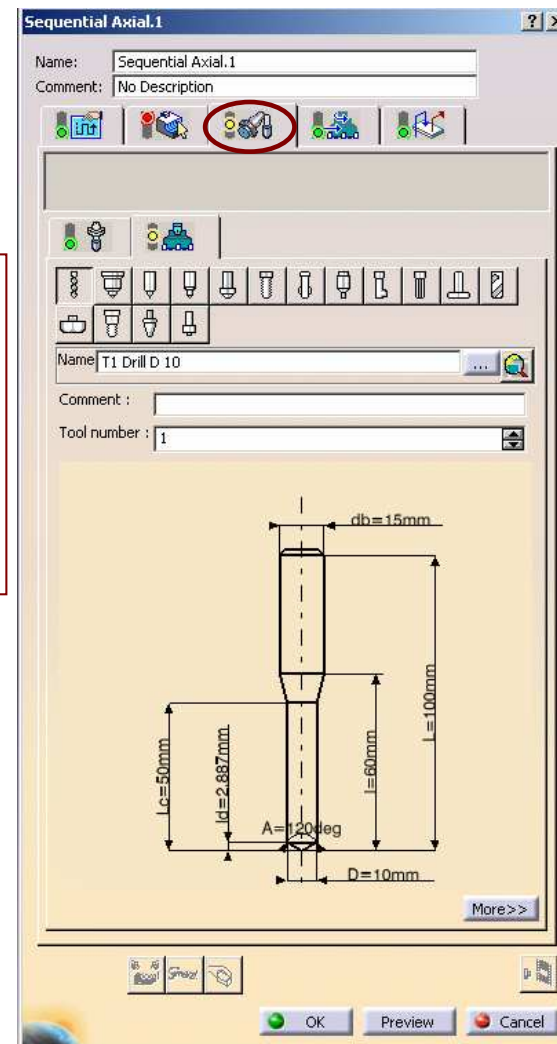 Sequential Axial.1
?
Name:
Sequential Axial.1
Comment:
No Description
Name
T1 Drill D 10
...
Comment :
Tool number :
1
db=15mm
L=100mm
l=60mm
Lc=50mm
ld=2.887mm
A=120deg
D=10mm
More>>
OK
Preview
Cancel